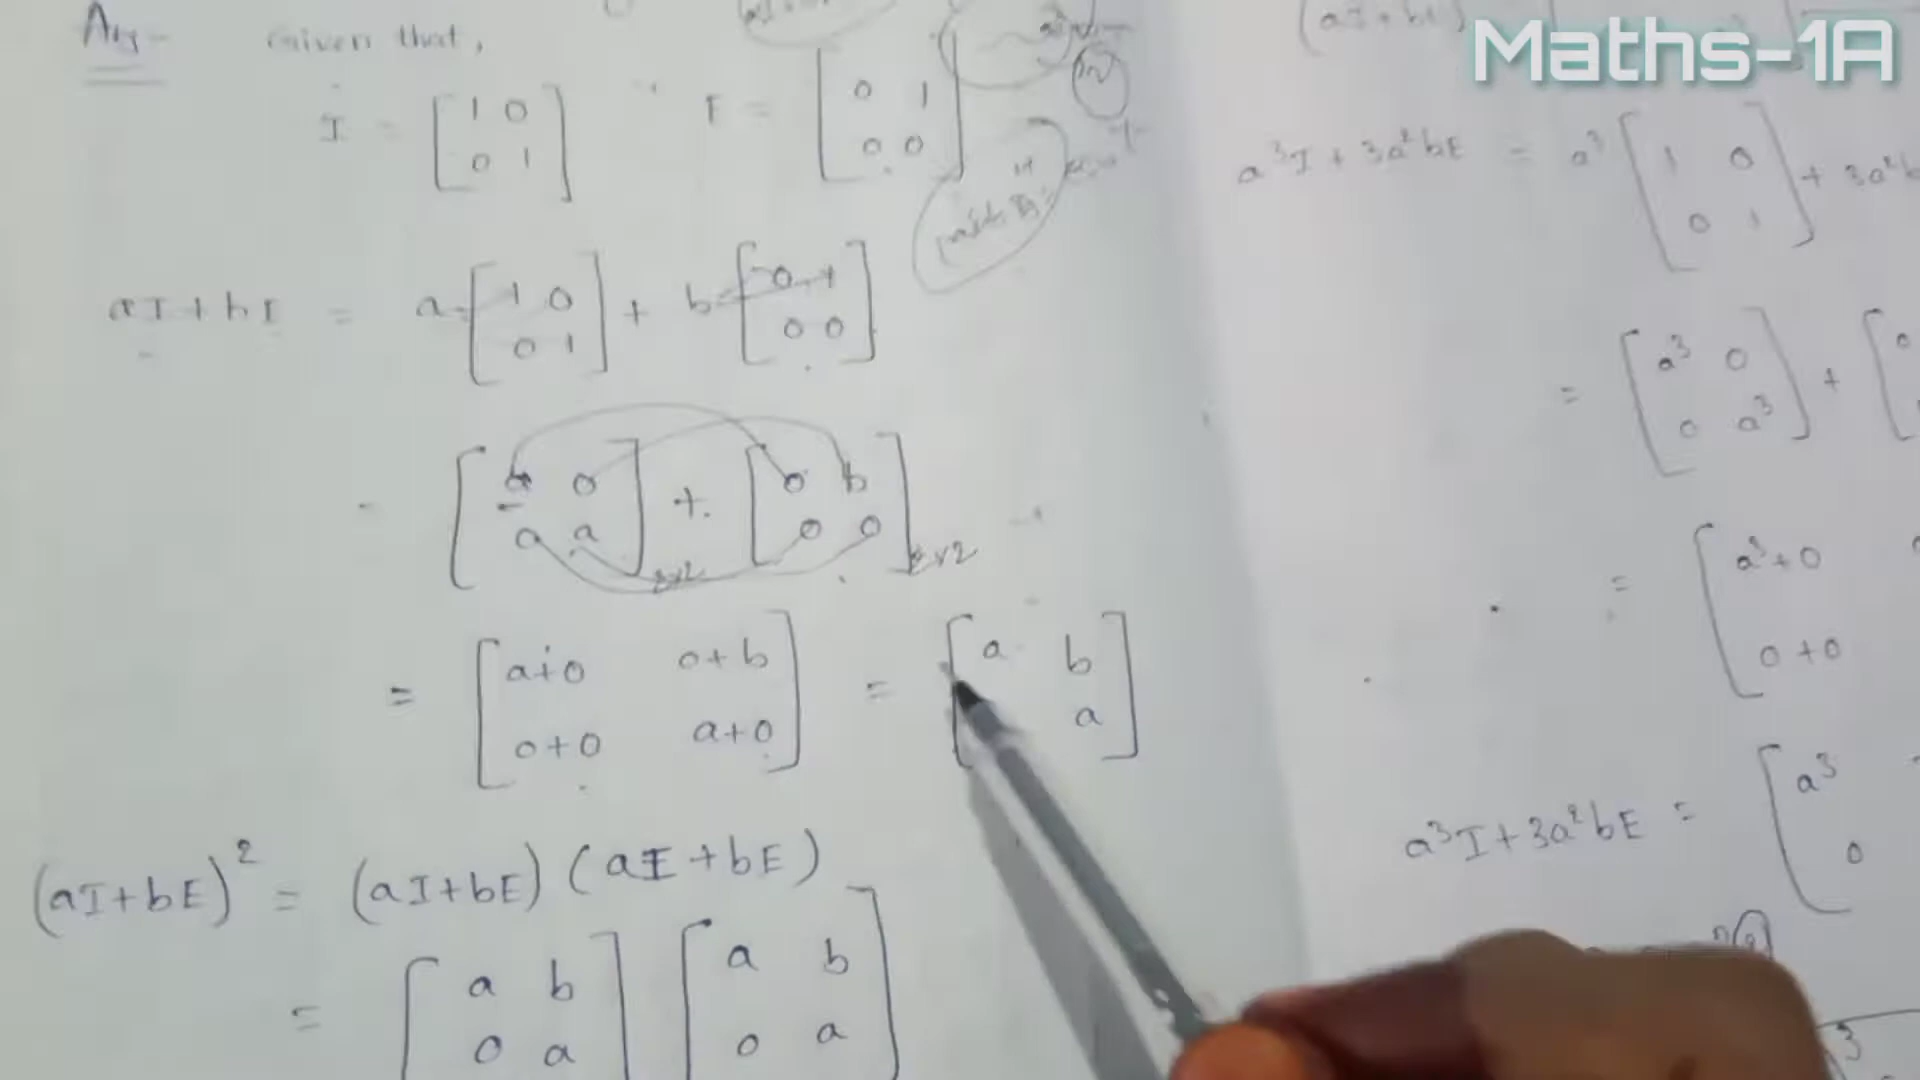 Maths-1A
Ans
Given that,
I = [1 0
0 1]
E = [0 1
0 0]
aI+bE = a[1 0
0 1] + b[0 1
0 0]
= [a 0
0 a]2x2 + [0 b
0 0]2x2
= [a+0 0+b
0+0 a+0] = [a b
a]
(aI+bE)² = (aI+bE)(aI+bE)
= [a b
0 a] [a b
0 a]
a³I + 3a²bE = a³[1 0
0 1] + 3a²b
= [a³ 0
0 a³] + [0
= [a³+0
0+0
a³I+3a²bE = [a³
0